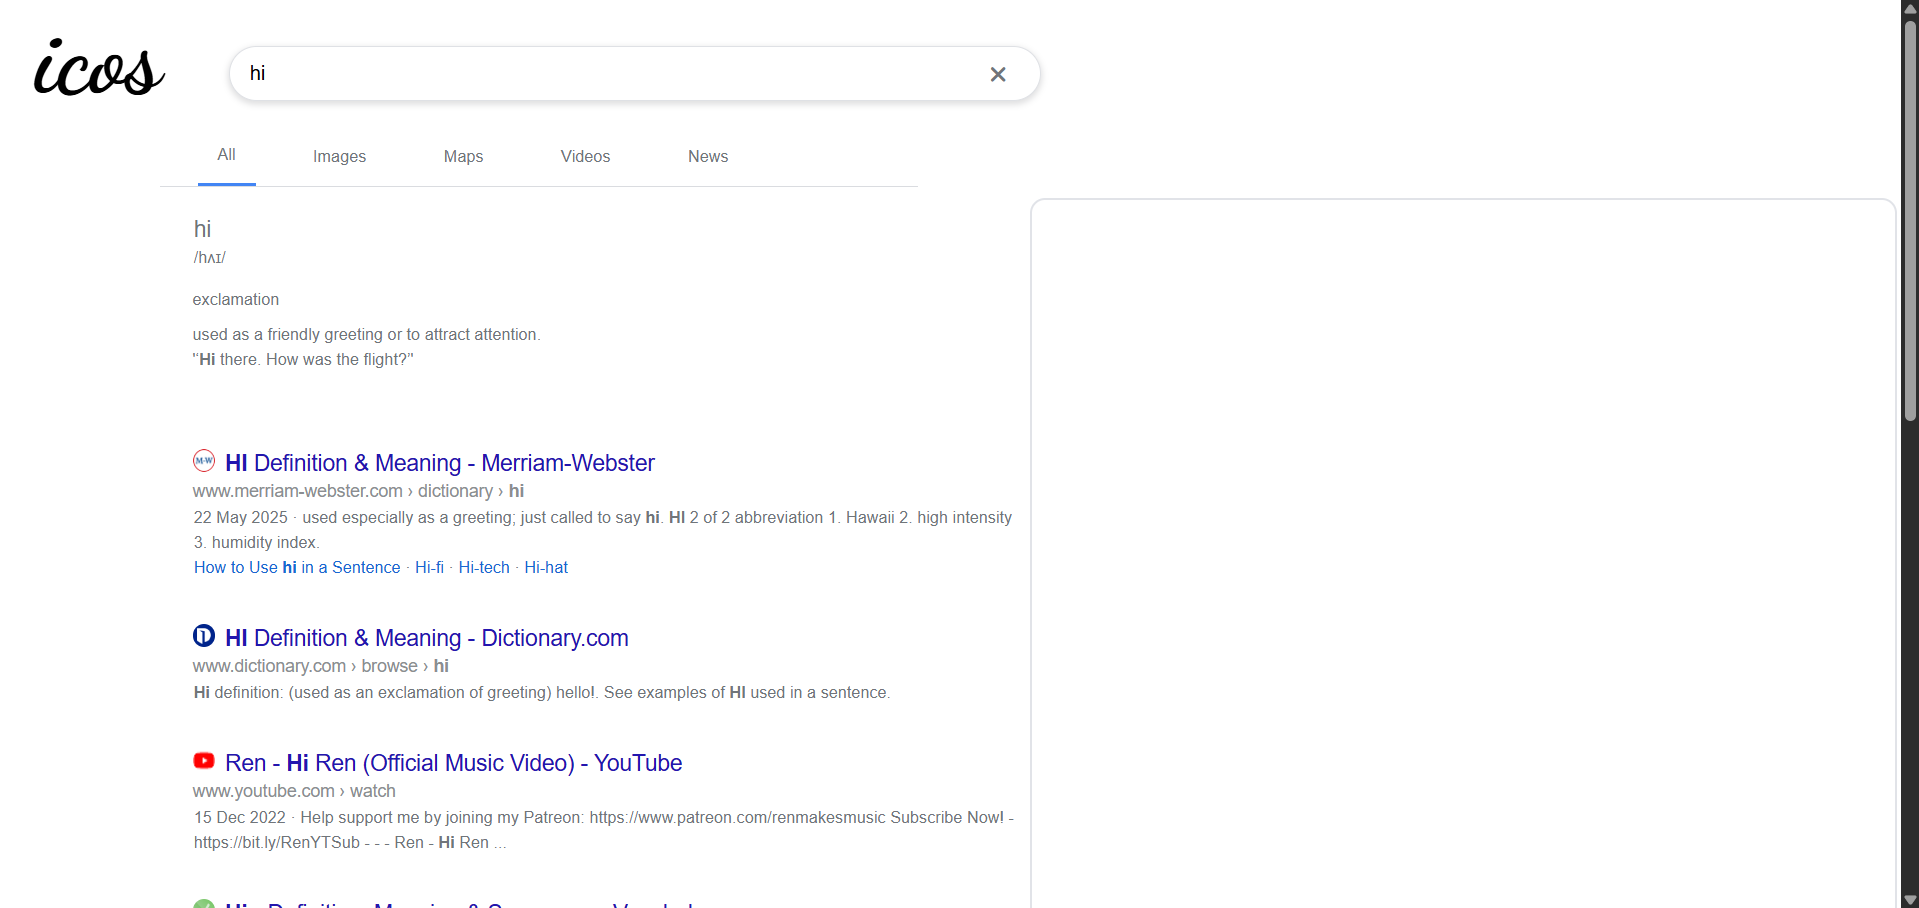 icos
hi
All Images Maps Videos News
hi
/hʌɪ/
exclamation
used as a friendly greeting or to attract attention.
"‘Hi there. How was the flight?’"
HI Definition & Meaning - Merriam-Webster
www.merriam-webster.com › dictionary › hi
22 May 2025 · used especially as a greeting; just called to say hi. HI 2 of 2 abbreviation 1. Hawaii 2. high intensity
3. humidity index.
How to Use hi in a Sentence · Hi-fi · Hi-tech · Hi-hat
HI Definition & Meaning - Dictionary.com
www.dictionary.com › browse › hi
Hi definition: (used as an exclamation of greeting) hello!. See examples of HI used in a sentence.
Ren - Hi Ren (Official Music Video) - YouTube
www.youtube.com › watch
15 Dec 2022 · Help support me by joining my Patreon: https://www.patreon.com/renmakesmusic Subscribe Now! -
https://bit.ly/RenYTSub - - - Ren - Hi Ren ...